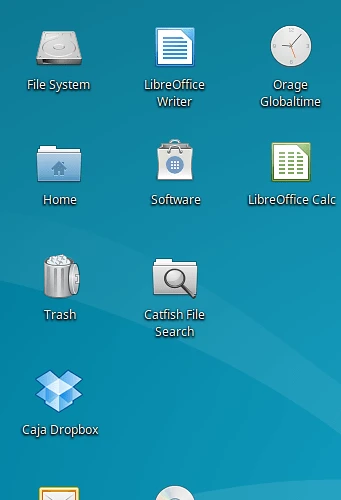 File System
LibreOffice
Writer
Orage
Globaltime
Home
Software
LibreOffice Calc
Trash
Catfish File
Search
Caja Dropbox